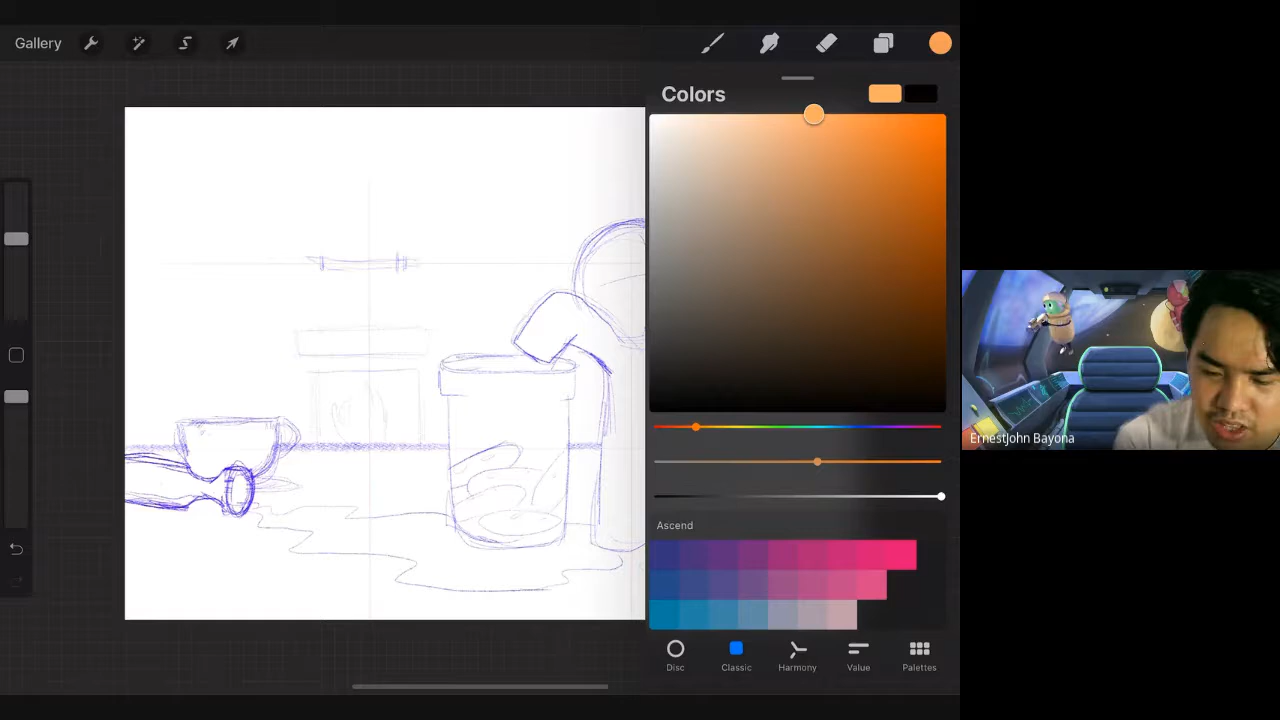 Gallery
Colors
Ascend
Disc
Classic
Harmony
Value
Palettes
ErnestJohn Bayona